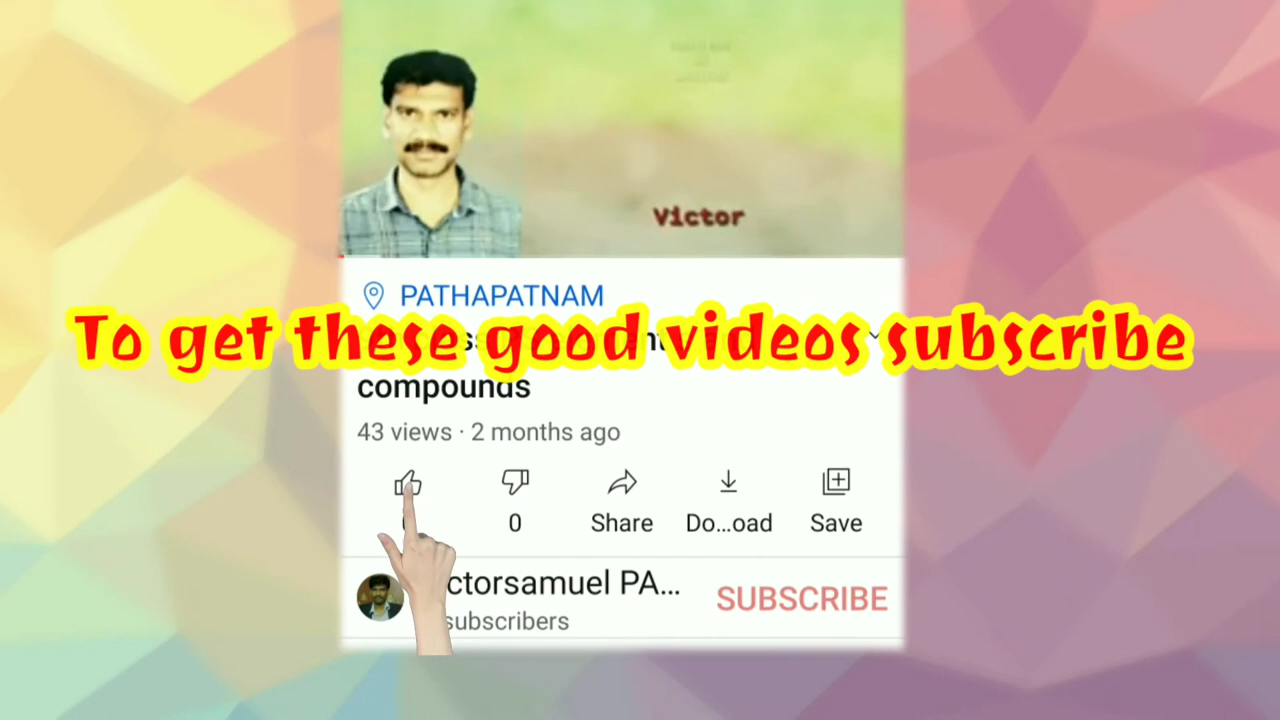 Victor
PATHAPATNAM
To get these good videos subscribe
compounds
43 views · 2 months ago
0 Share Do...oad Save
subscribers
SUBSCRIBE